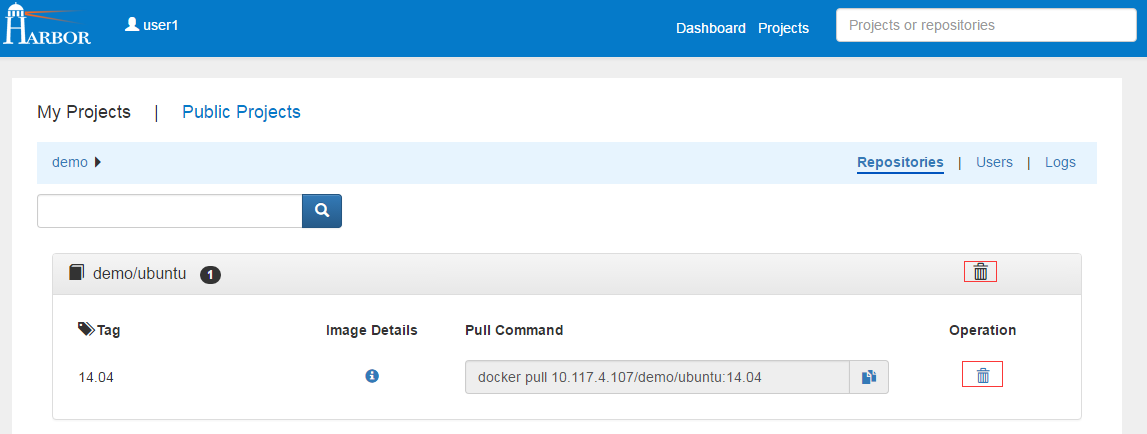 HARBOR
user1
Dashboard Projects
Projects or repositories
My Projects | Public Projects
demo
Repositories | Users | Logs
demo/ubuntu 1
Tag Image Details Pull Command Operation
14.04 docker pull 10.117.4.107/demo/ubuntu:14.04